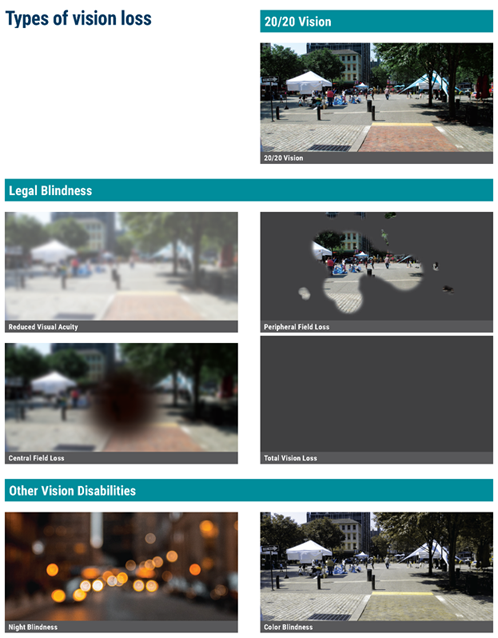 Types of vision loss
20/20 Vision
20/20 Vision
Legal Blindness
Reduced Visual Acuity
Peripheral Field Loss
Central Field Loss
Total Vision Loss
Other Vision Disabilities
Night Blindness
Color Blindness